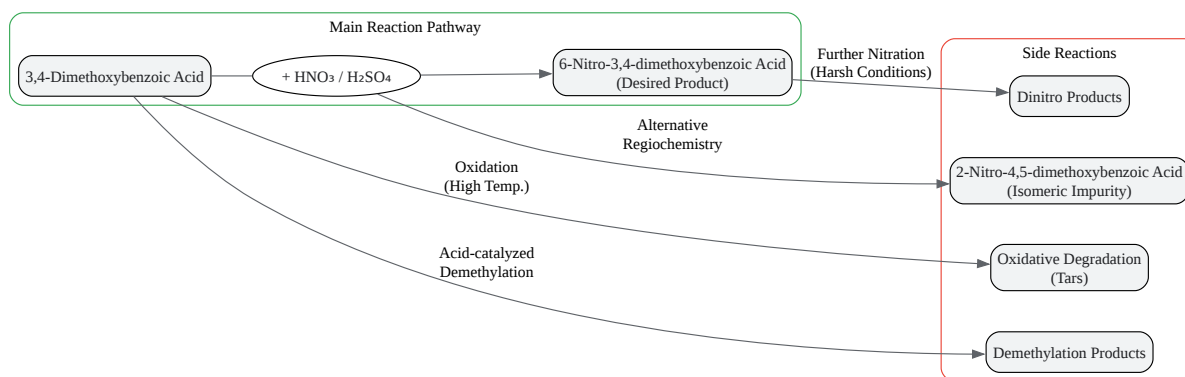 Main Reaction Pathway
3,4-Dimethoxybenzoic Acid
+ HNO₃ / H₂SO₄
6-Nitro-3,4-dimethoxybenzoic Acid
(Desired Product)
Further Nitration
(Harsh Conditions)
Side Reactions
Dinitro Products
Alternative
Regiochemistry
2-Nitro-4,5-dimethoxybenzoic Acid
(Isomeric Impurity)
Oxidation
(High Temp.)
Oxidative Degradation
(Tars)
Acid-catalyzed
Demethylation
Demethylation Products